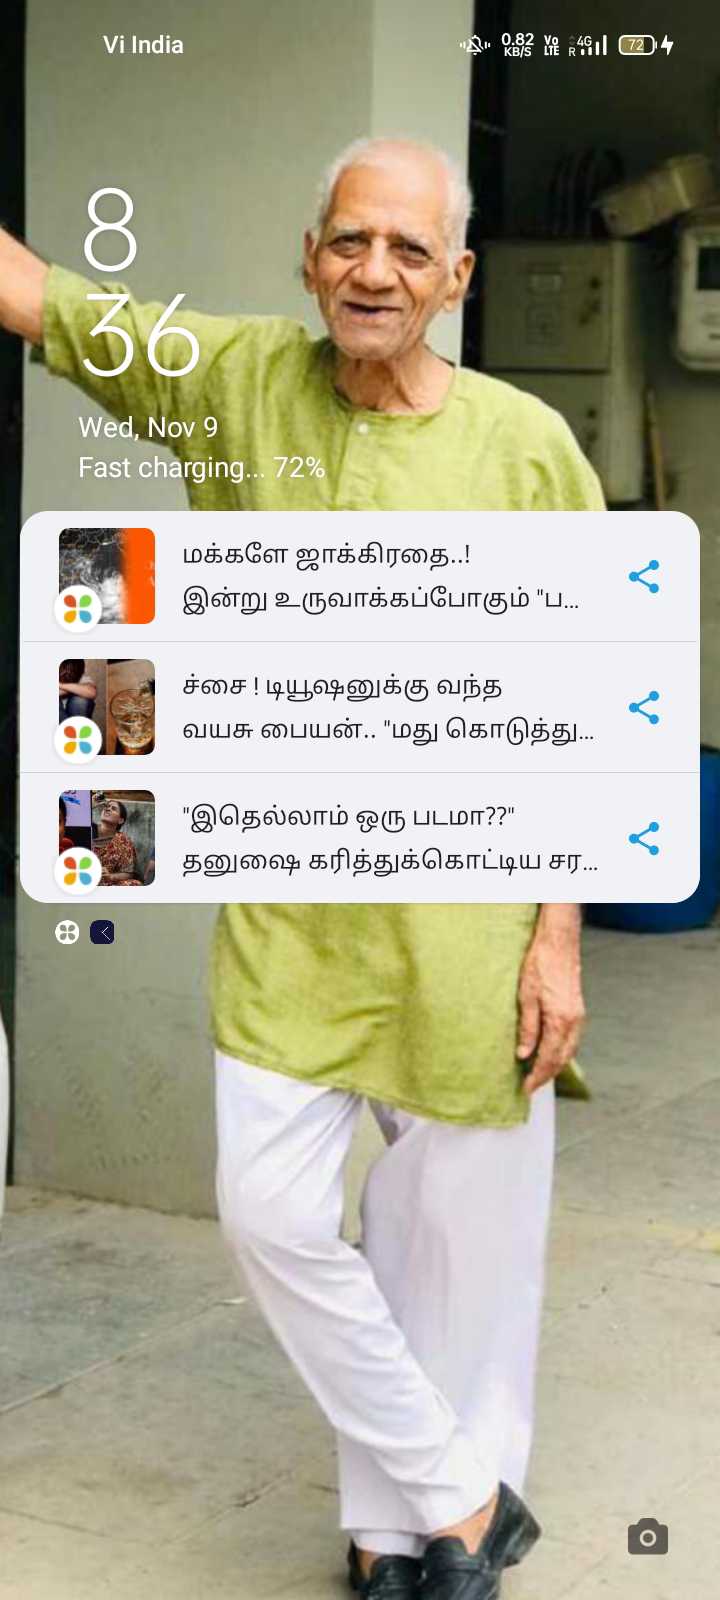 Vi India
0.82
KB/S
Vo
LTE
4G
R
72
8
36
Wed, Nov 9
Fast charging... 72%
மக்களே ஜாக்கிரதை..!
இன்று உருவாக்கப்போகும் "ப...
ச்சை ! டியூஷனுக்கு வந்த
வயசு பையன்.. "மது கொடுத்து...
"இதெல்லாம் ஒரு படமா??"
தனுஷை கரித்துக்கொட்டிய சர...